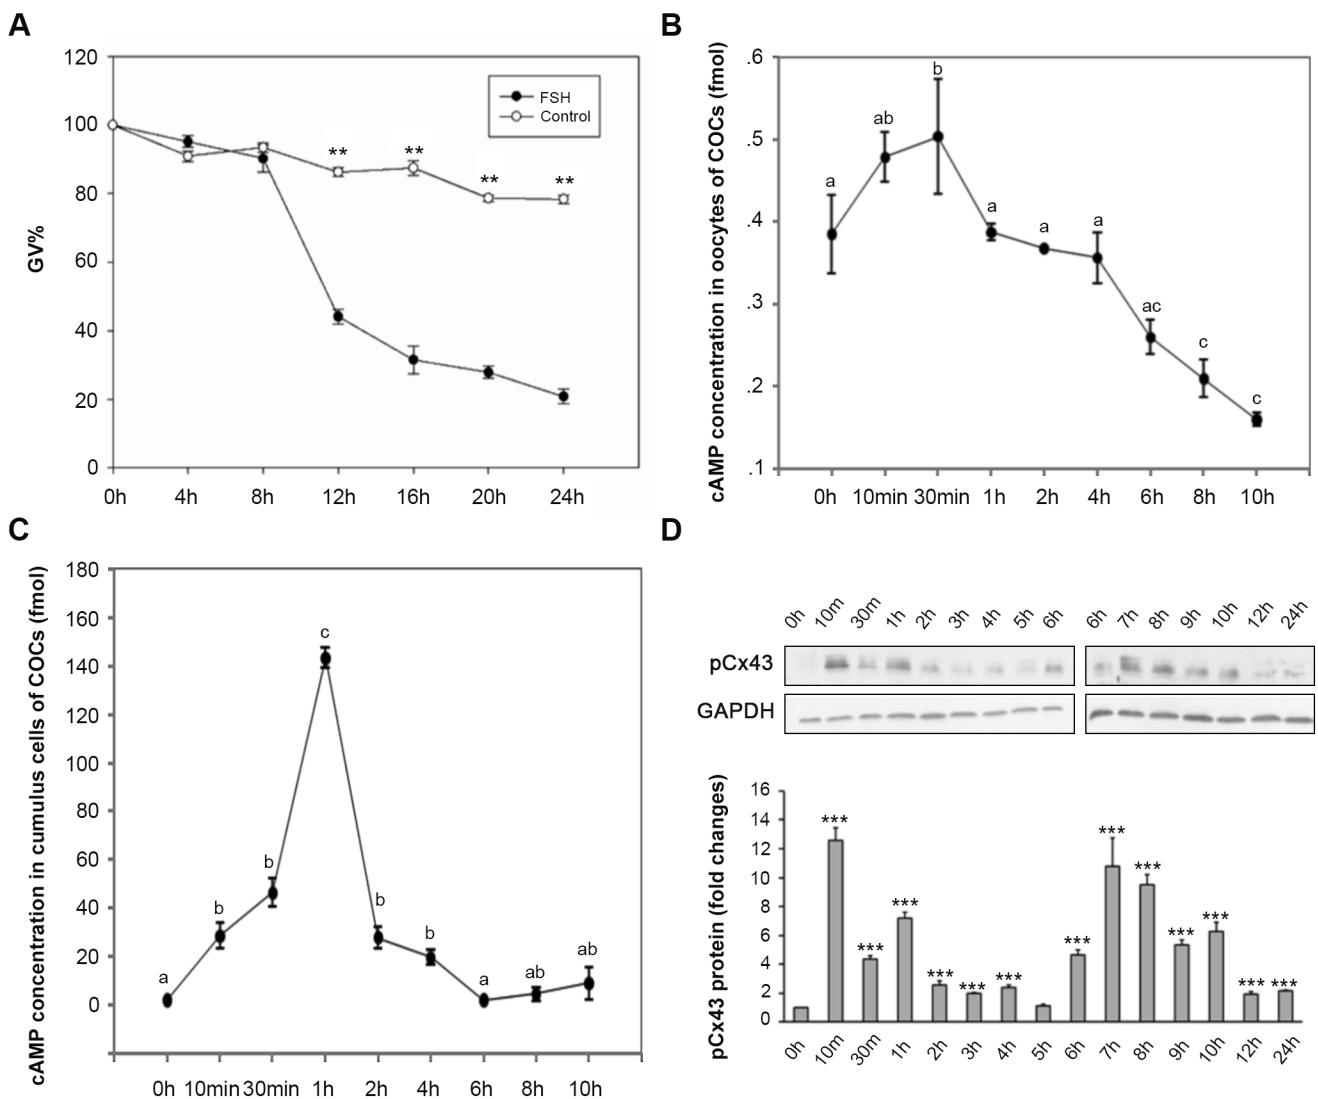 A
GV%
120
100
80
60
40
20
0
FSH
Control
**
**
**
**
0h 4h 8h 12h 16h 20h 24h
B
cAMP concentration in oocytes of COCs (fmol)
.6
.5
.4
.3
.2
.1
a
ab
b
a
a
a
ac
c
c
0h 10min 30min 1h 2h 4h 6h 8h 10h
C
cAMP concentration in cumulus cells of COCs (fmol)
180
160
140
120
100
80
60
40
20
0
a
b
b
c
b
b
a
ab
ab
0h 10min 30min 1h 2h 4h 6h 8h 10h
D
0h 10m 30m 1h 2h 3h 4h 5h 6h 6h 7h 8h 9h 10h 12h 24h
pCx43
GAPDH
pCx43 protein (fold changes)
16
14
12
10
8
6
4
2
0
***
***
***
***
***
***
***
***
***
***
***
***
***
0h 10m 30m 1h 2h 3h 4h 5h 6h 7h 8h 9h 10h 12h 24h